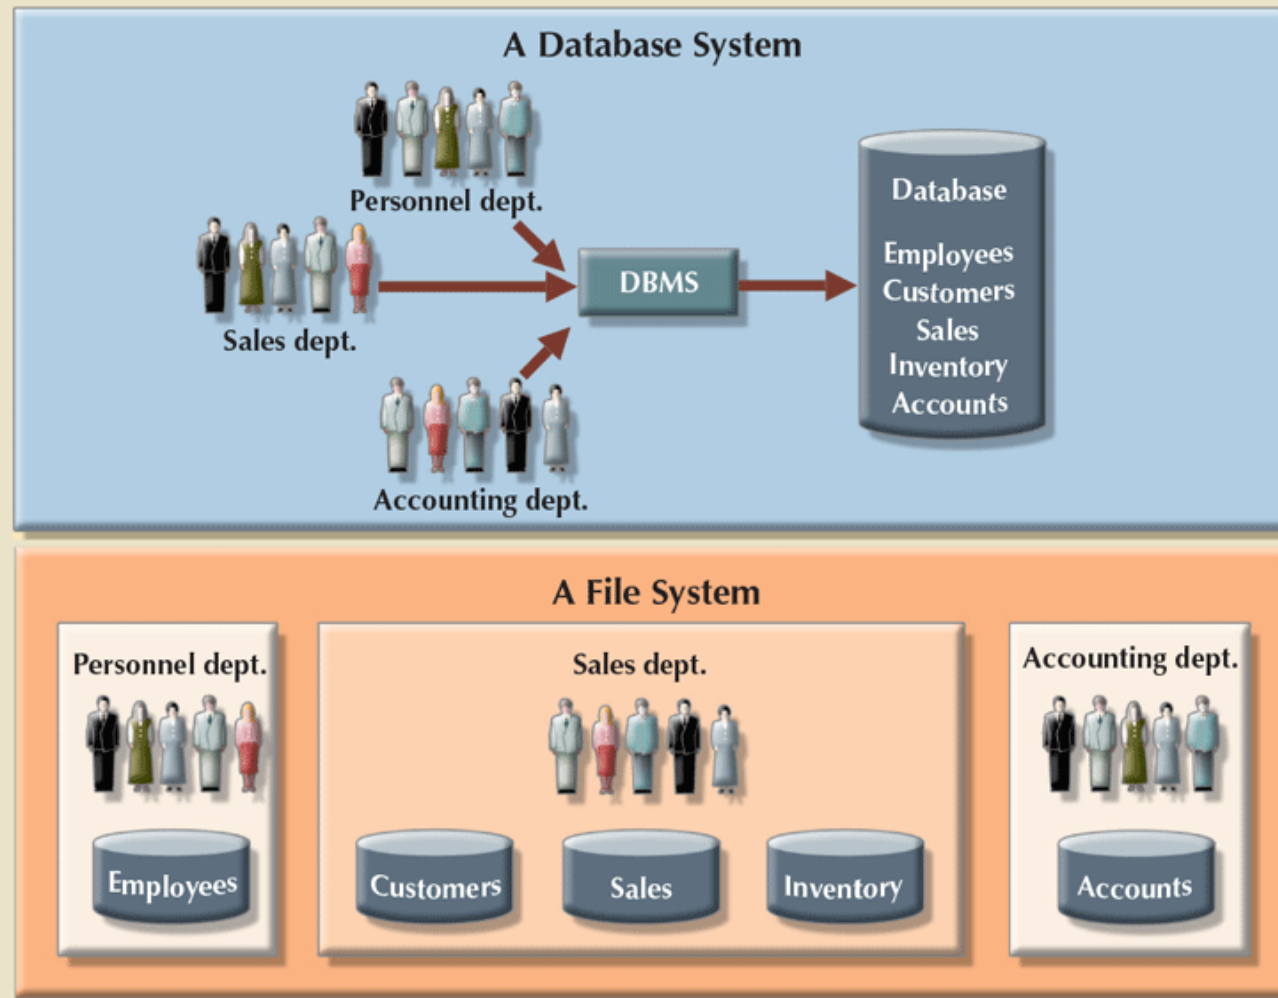 A Database System
Personnel dept.
Sales dept.
Accounting dept.
DBMS
Database
Employees
Customers
Sales
Inventory
Accounts
A File System
Personnel dept.
Employees
Sales dept.
Customers
Sales
Inventory
Accounting dept.
Accounts